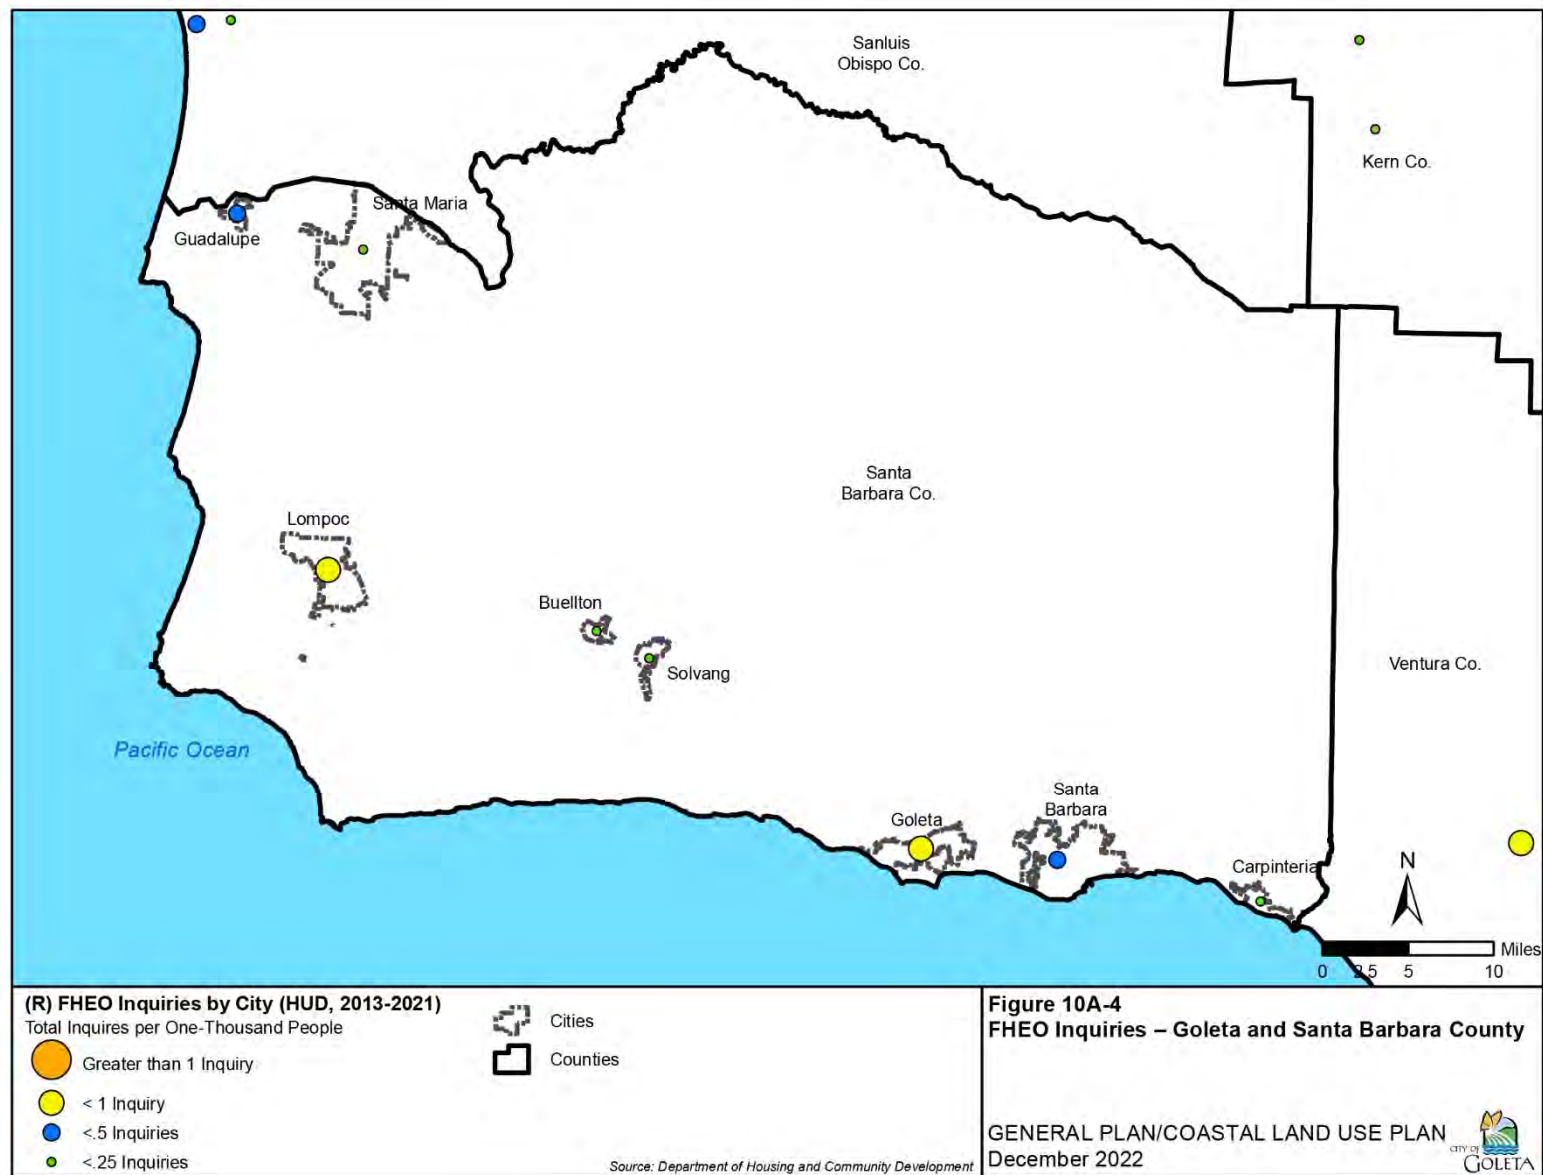 Sanluis
Obispo Co.
Kern Co.
Santa Maria
Guadalupe
Santa
Barbara Co.
Lompoc
Buellton
Solvang
Ventura Co.
Pacific Ocean
Santa
Barbara
Goleta
Carpinteria
N
Miles
0 2.5 5 10
(R) FHEO Inquiries by City (HUD, 2013-2021)
Total Inquires per One-Thousand People
Greater than 1 Inquiry
< 1 Inquiry
<.5 Inquiries
<.25 Inquiries
Cities
Counties
Source: Department of Housing and Community Development
Figure 10A-4
FHEO Inquiries – Goleta and Santa Barbara County
GENERAL PLAN/COASTAL LAND USE PLAN
December 2022
CITY OF
GOLETA